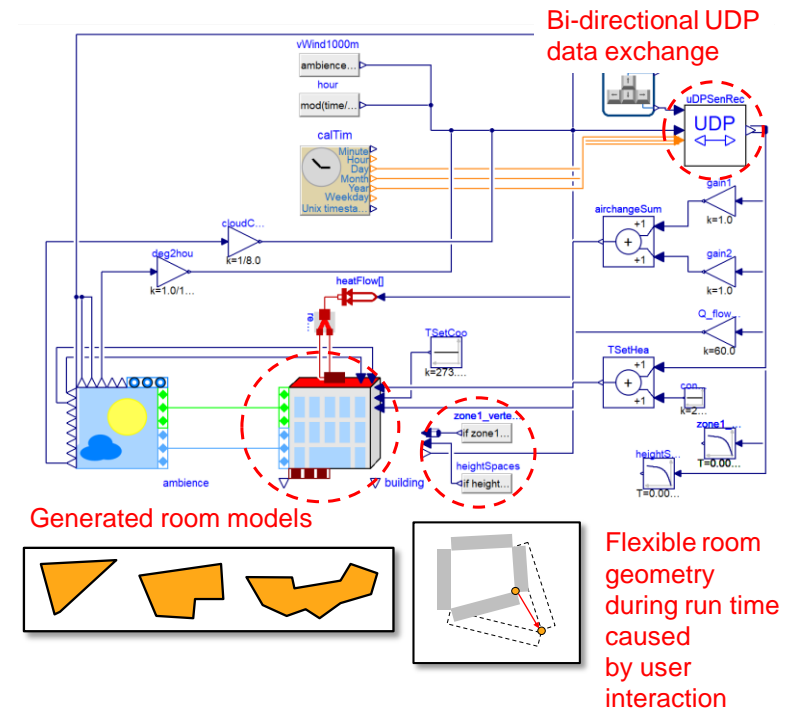 Bi-directional UDP
data exchange
vWind1000m
ambience...
hour
mod(time/...
uDPSenRec
UDP
calTim
Minute
Hour
Day
Month
Year
Weekday
Unix timesta...
gain1
k=1.0
airchangeSum
+1
+
+1
cloudC...
k=1/8.0
deg2hou
k=1.0/1...
gain2
k=1.0
heatFlow[]
re...
TSetCoo
k=273....
Q_flow...
k=60.0
TSetHea
+1
+
+1
con...
k=2...
zone1_verte...
if zone1...
zone1_...
T=0.00...
heightSpaces
if height...
heightS...
T=0.00...
ambience
building
Generated room models
Flexible room
geometry
during run time
caused
by user
interaction